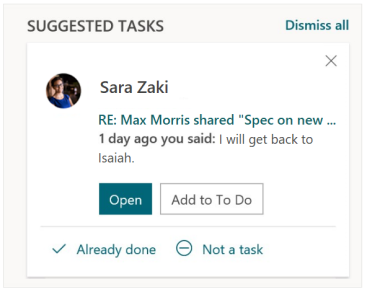 SUGGESTED TASKS Dismiss all
Sara Zaki
RE: Max Morris shared "Spec on new ...
1 day ago you said: I will get back to
Isaiah.
Open Add to To Do
Already done Not a task